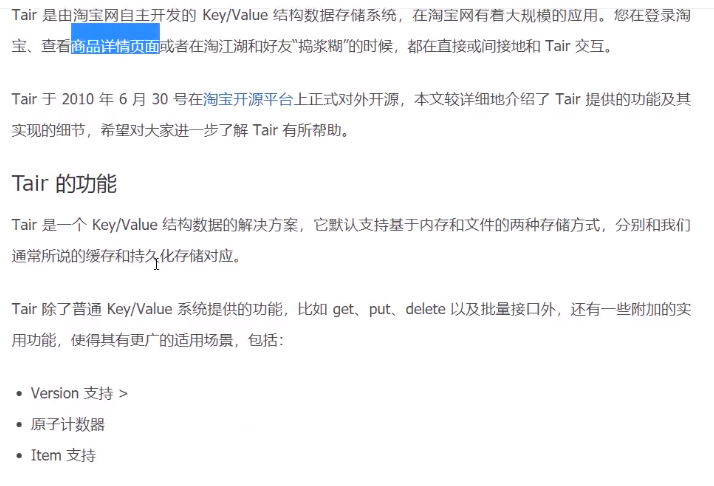 Tair 是由淘宝网自主开发的 Key/Value 结构数据存储系统，在淘宝网有着大规模的应用。您在登录淘
宝、查看商品详情页面或者在淘江湖和好友“捣浆糊”的时候，都在直接或间接地和 Tair 交互。
Tair 于 2010 年 6 月 30 号在淘宝开源平台上正式对外开源，本文较详细地介绍了 Tair 提供的功能及其
实现的细节，希望对大家进一步了解 Tair 有所帮助。
Tair 的功能
Tair 是一个 Key/Value 结构数据的解决方案，它默认支持基于内存和文件的两种存储方式，分别和我们
通常所说的缓存和持久化存储对应。
Tair 除了普通 Key/Value 系统提供的功能，比如 get、put、delete 以及批量接口外，还有一些附加的实
用功能，使得其有更广的适用场景，包括：
• Version 支持 >
• 原子计数器
• Item 支持